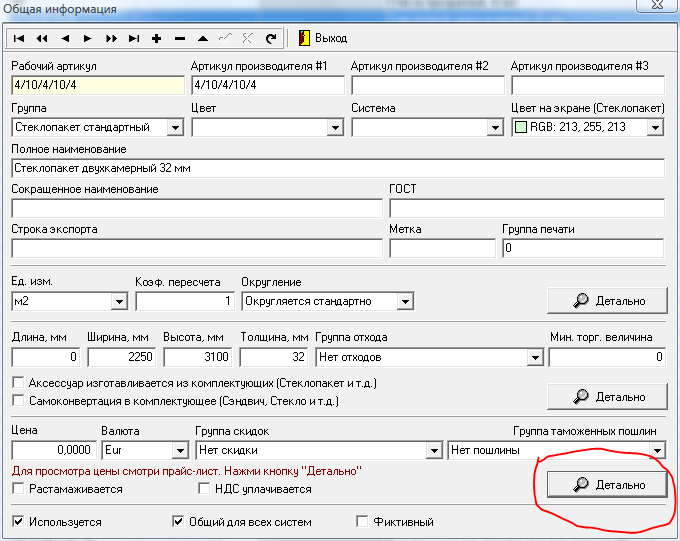 Общая информация
Выход
Рабочий артикул Артикул производителя #1 Артикул производителя #2 Артикул производителя #3
4/10/4/10/4 4/10/4/10/4
Группа Цвет Система Цвет на экране (Стеклопакет)
Стеклопакет стандартный RGB: 213, 255, 213
Полное наименование
Стеклопакет двухкамерный 32 мм
Сокращенное наименование ГОСТ
Строка экспорта Метка Группа печати
0
Ед. изм. Коэф. пересчета Округление
м2 1 Округляется стандартно Детально
Длина, мм Ширина, мм Высота, мм Толщина, мм Группа отхода Мин. торг. величина
0 2250 3100 32 Нет отходов 0
Аксессуар изготавливается из комплектующих (Стеклопакет и т.д.)
Самоконвертация в комплектующее (Сэндвич, Стекло и т.д.) Детально
Цена Валюта Группа скидок Группа таможенных пошлин
0,0000 Eur Нет скидки Нет пошлины
Для просмотра цены смотри прайс-лист. Нажми кнопку "Детально"
Растамаживается НДС уплачивается Детально
Используется Общий для всех систем Фиктивный